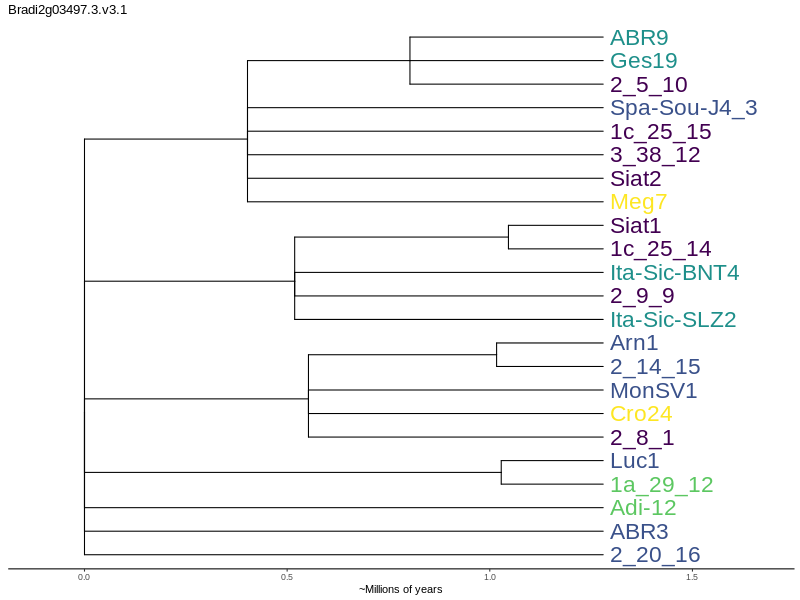 Bradi2g03497.3.v3.1
ABR9
Ges19
2_5_10
Spa-Sou-J4_3
1c_25_15
3_38_12
Siat2
Meg7
Siat1
1c_25_14
Ita-Sic-BNT4
2_9_9
Ita-Sic-SLZ2
Arn1
2_14_15
MonSV1
Cro24
2_8_1
Luc1
1a_29_12
Adi-12
ABR3
2_20_16
0.0 0.5 1.0 1.5
~Millions of years